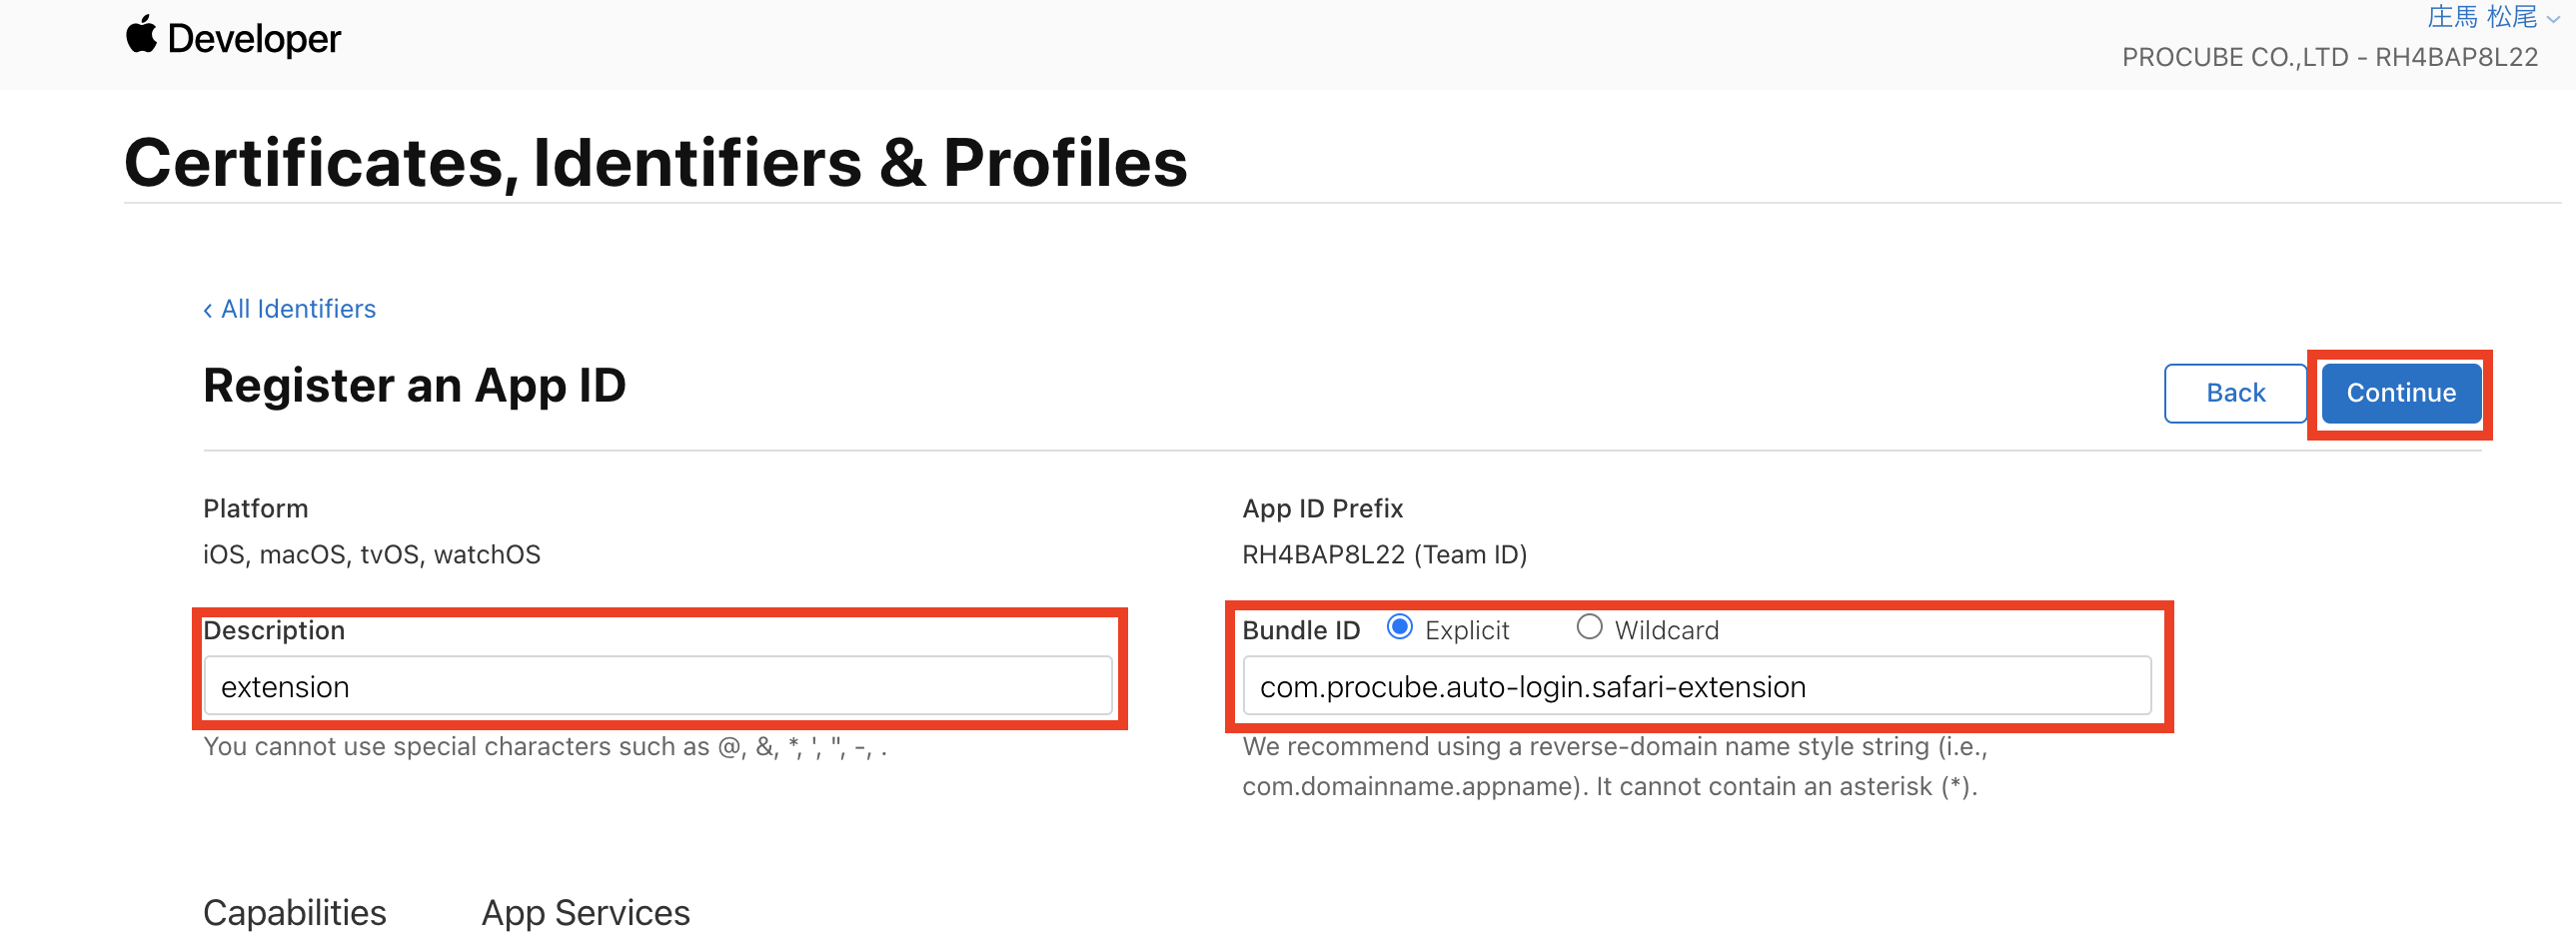 Developer
庄馬 松尾
PROCUBE CO.,LTD - RH4BAP8L22
Certificates, Identifiers & Profiles
‹ All Identifiers
Register an App ID
Back
Continue
Platform
iOS, macOS, tvOS, watchOS
App ID Prefix
RH4BAP8L22 (Team ID)
Description
extension
You cannot use special characters such as @, &, *, ', ", -, .
Bundle ID Explicit Wildcard
com.procube.auto-login.safari-extension
We recommend using a reverse-domain name style string (i.e.,
com.domainname.appname). It cannot contain an asterisk (*).
Capabilities App Services